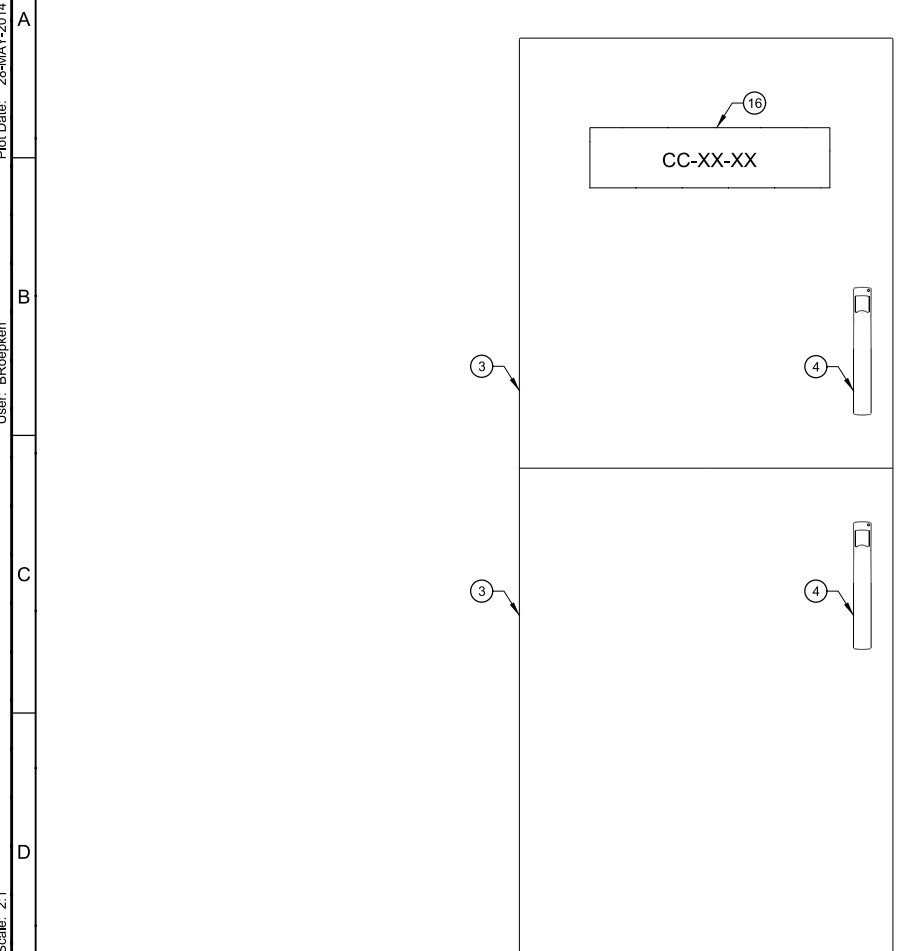 A
Plot Date: 28-MAY-2014
16
CC-XX-XX
B
User: BRoepken
3
4
C
3
4
D
Scale: 2:1